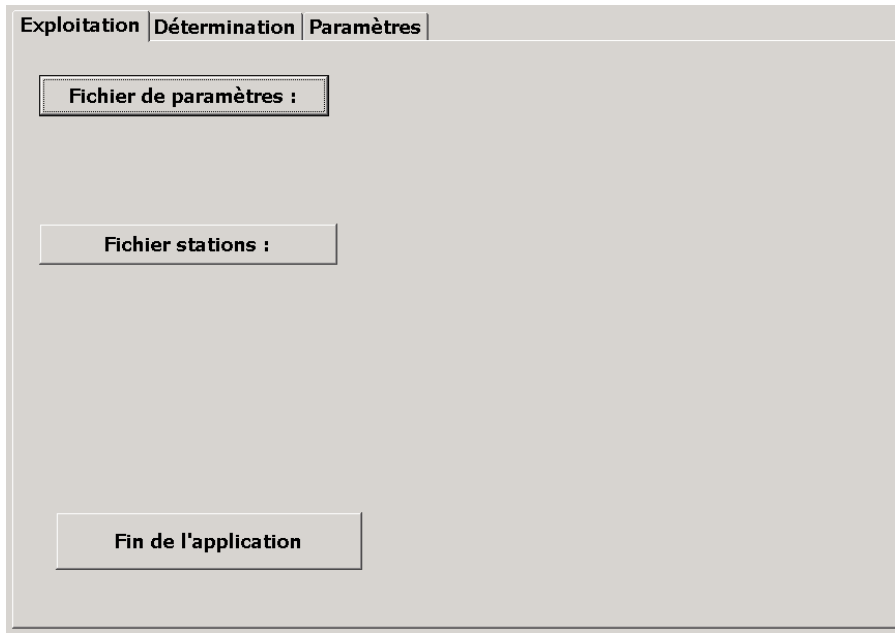 Exploitation Détermination Paramètres
Fichier de paramètres :
Fichier stations :
Fin de l'application